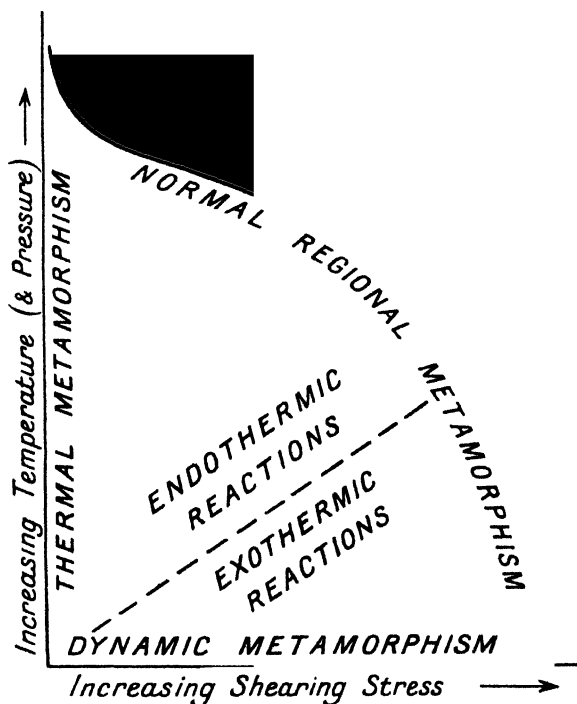 Increasing Temperature (& Pressure)
THERMAL METAMORPHISM
NORMAL REGIONAL METAMORPHISM
ENDOTHERMIC
REACTIONS
EXOTHERMIC
REACTIONS
DYNAMIC METAMORPHISM
Increasing Shearing Stress